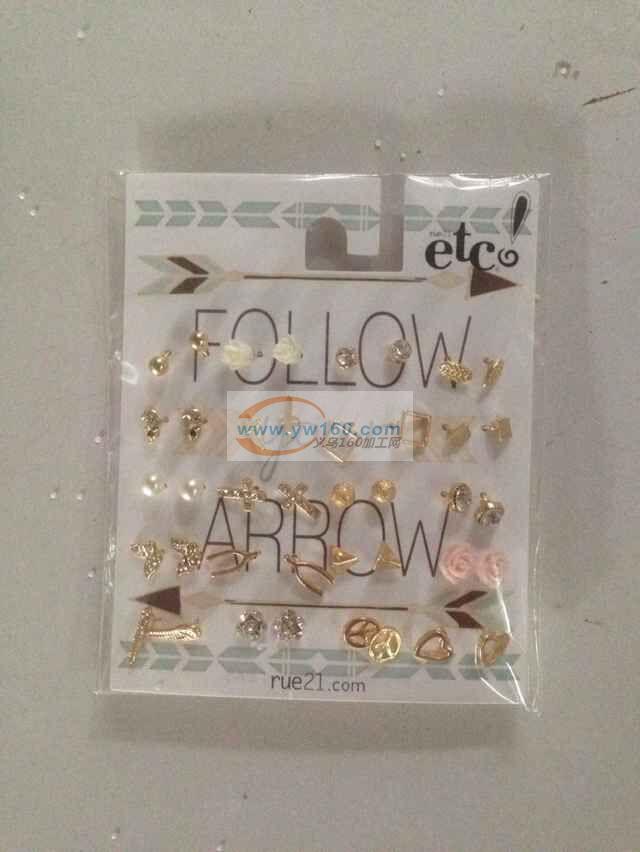 etc!
FOLLOW
www.yw160.com
义乌160加工网
ARROW
rue21.com